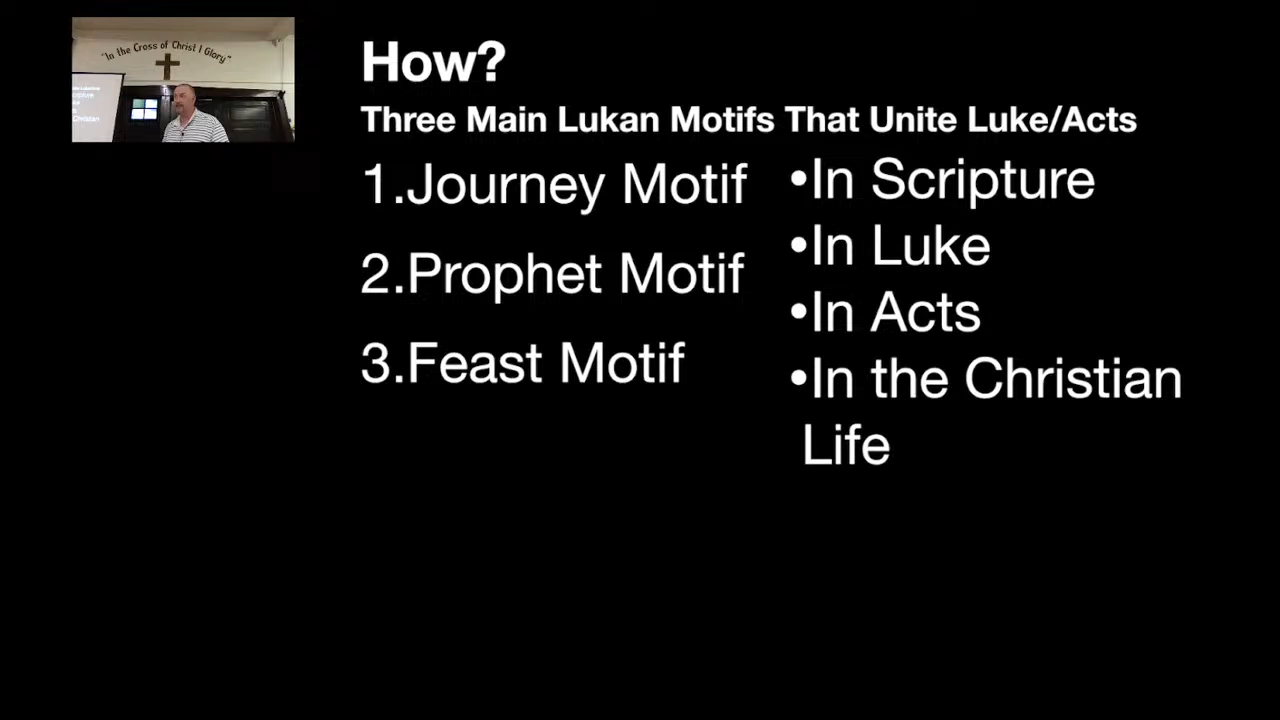 "In the Cross of Christ I Glory"
How?
Three Main Lukan Motifs That Unite Luke/Acts
1.Journey Motif
2.Prophet Motif
3.Feast Motif
•In Scripture
•In Luke
•In Acts
•In the Christian
Life